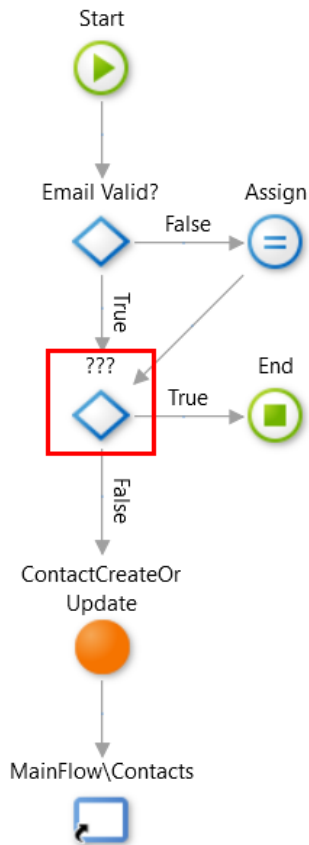 Start
Email Valid?
Assign
False
True
???
End
True
False
ContactCreateOr
Update
MainFlow\Contacts